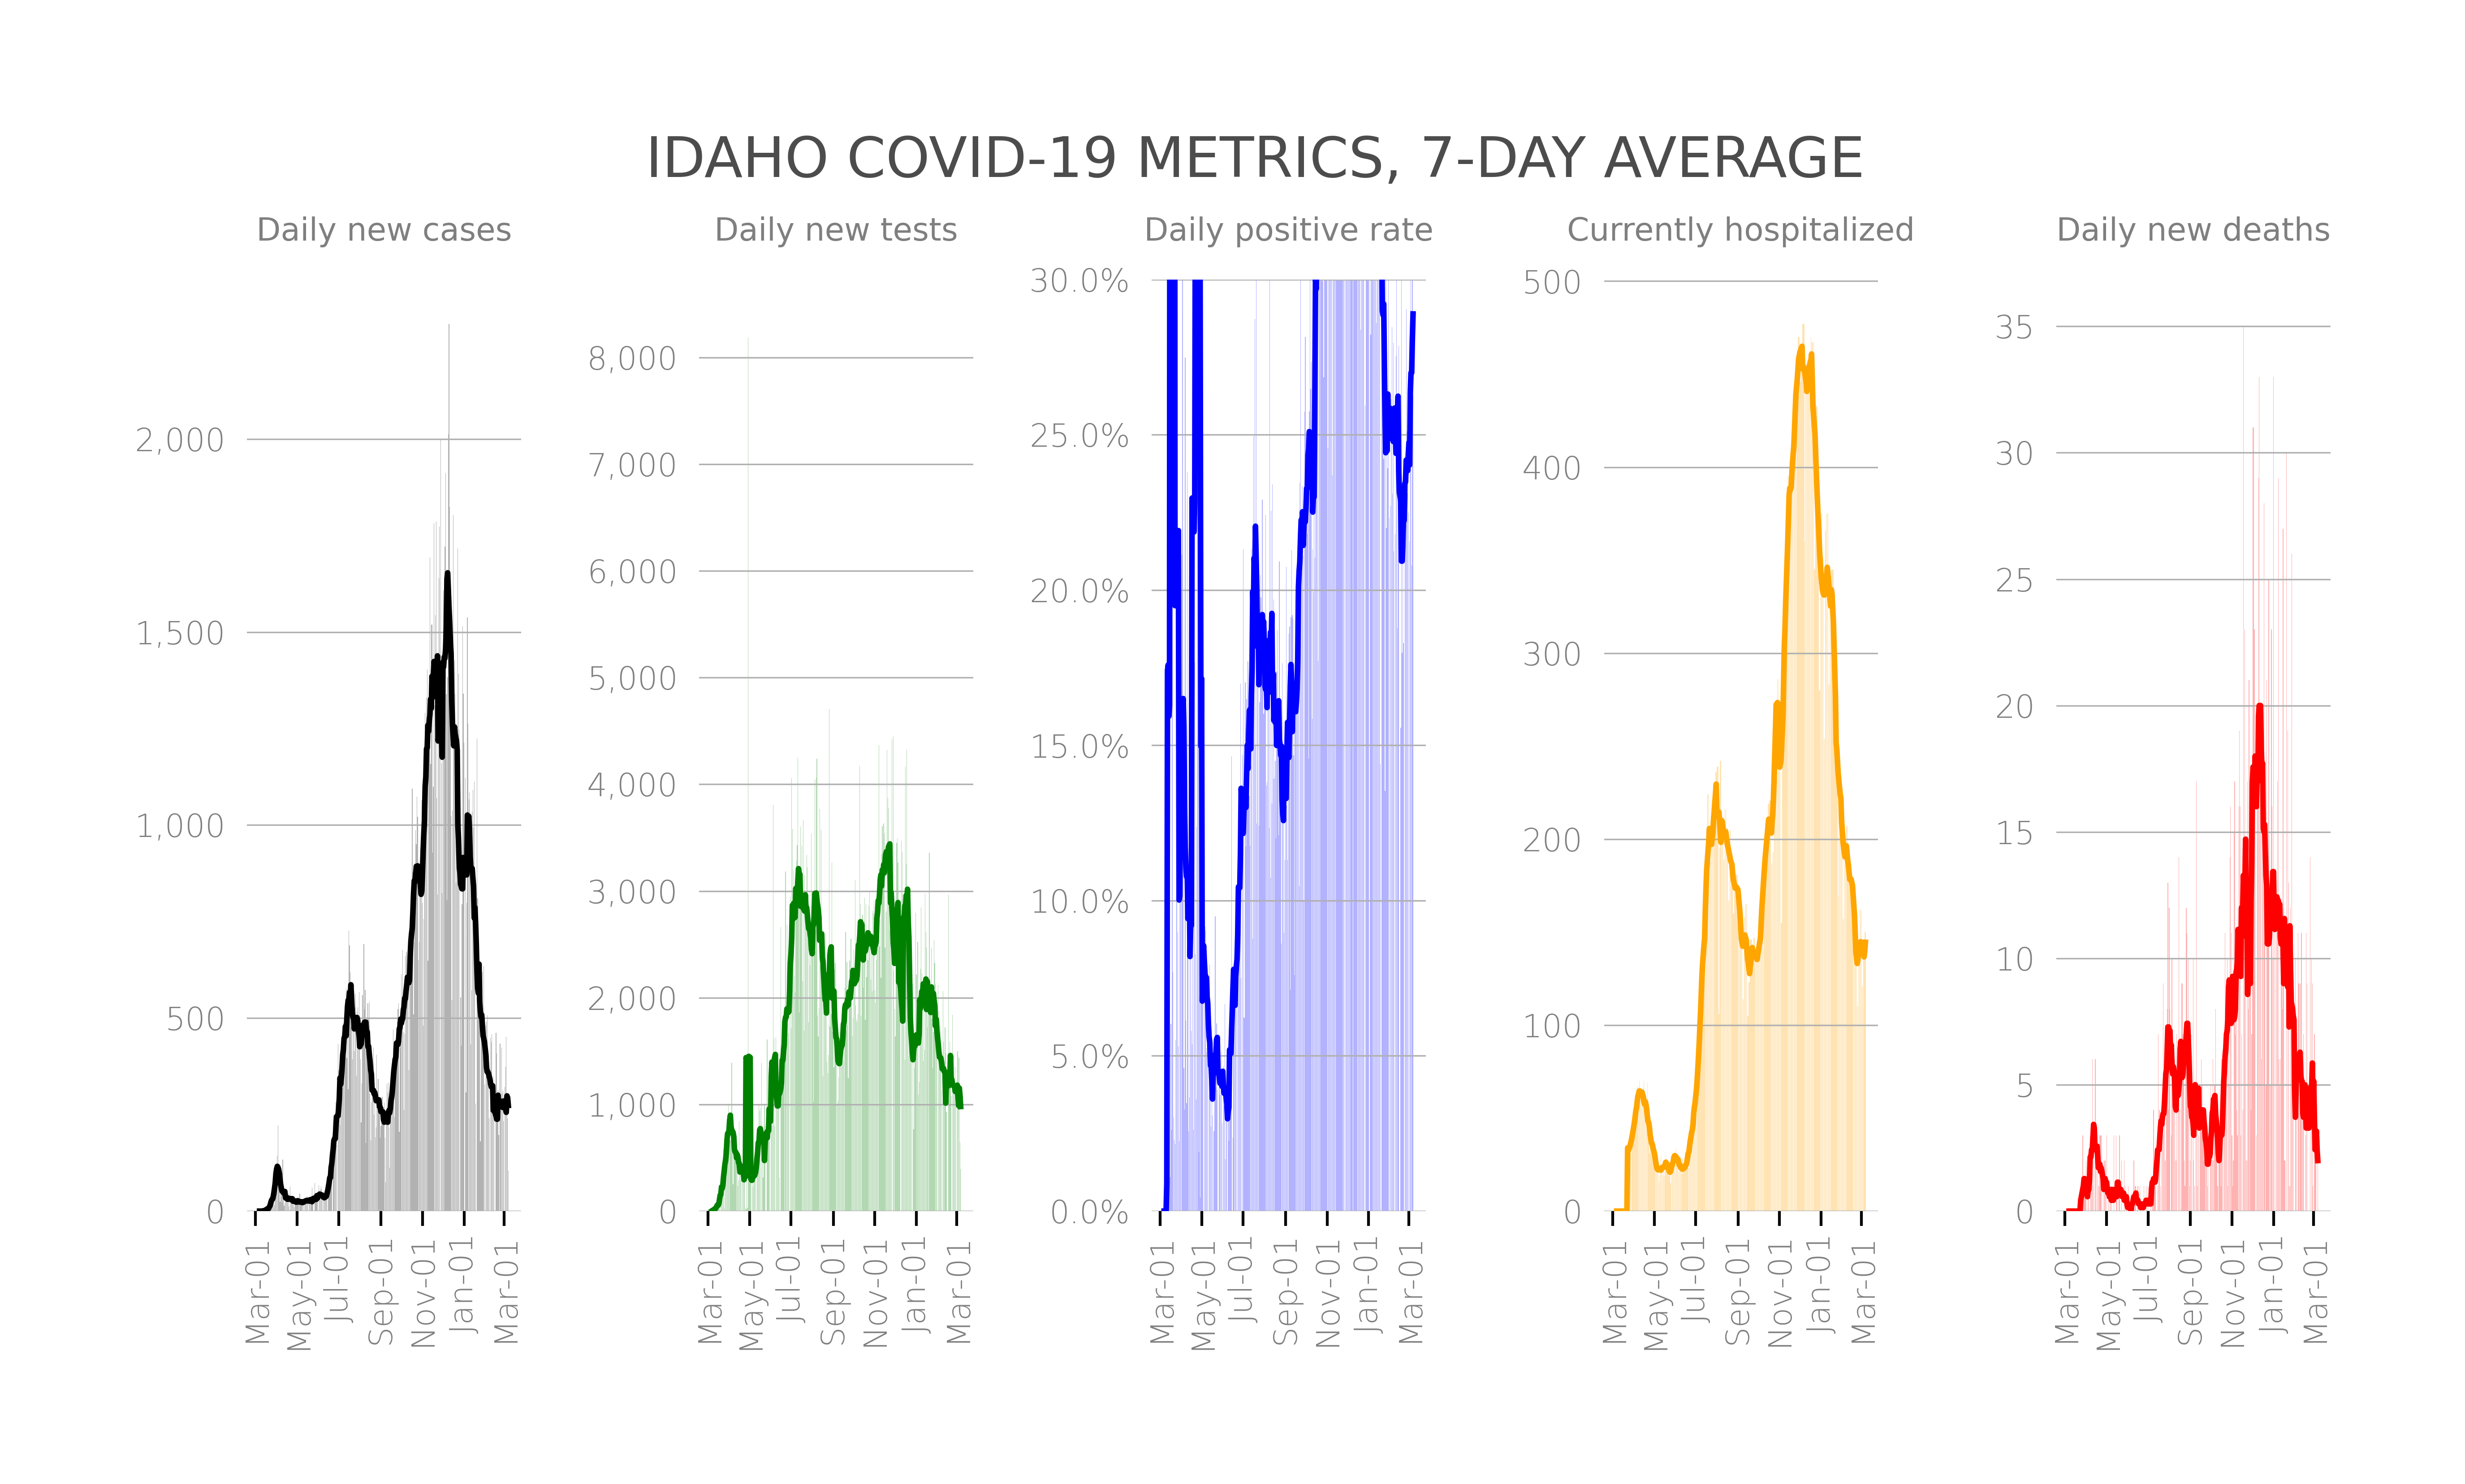 IDAHO COVID-19 METRICS, 7-DAY AVERAGE
Daily new cases
2,000
1,500
1,000
500
0
Mar-01
May-01
Jul-01
Sep-01
Nov-01
Jan-01
Mar-01
Daily new tests
8,000
7,000
6,000
5,000
4,000
3,000
2,000
1,000
0
Mar-01
May-01
Jul-01
Sep-01
Nov-01
Jan-01
Mar-01
Daily positive rate
30.0%
25.0%
20.0%
15.0%
10.0%
5.0%
0.0%
Mar-01
May-01
Jul-01
Sep-01
Nov-01
Jan-01
Mar-01
Currently hospitalized
500
400
300
200
100
0
Mar-01
May-01
Jul-01
Sep-01
Nov-01
Jan-01
Mar-01
Daily new deaths
35
30
25
20
15
10
5
0
Mar-01
May-01
Jul-01
Sep-01
Nov-01
Jan-01
Mar-01